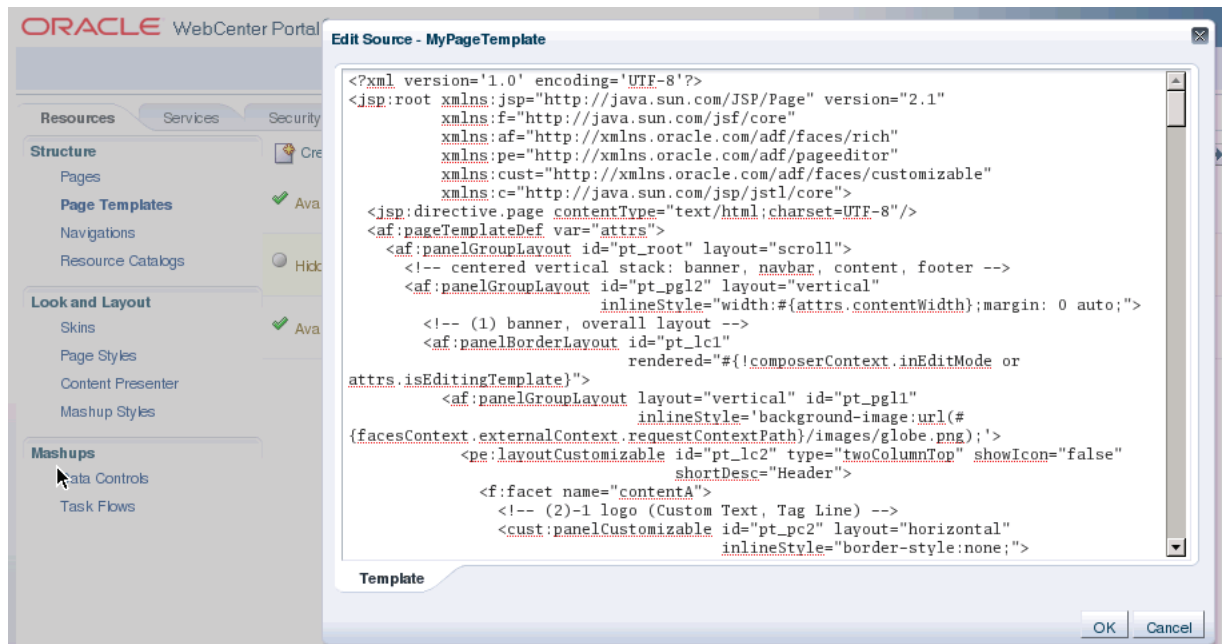 ORACLE WebCenter Portal
Edit Source - MyPageTemplate
Resources Services Security
Structure
Pages
Page Templates
Navigations
Resource Catalogs
Look and Layout
Skins
Page Styles
Content Presenter
Mashup Styles
Mashups
Data Controls
Task Flows
Cre
Ava
Hidd
Ava
<?xml version='1.0' encoding='UTF-8'?>
<jsp:root xmlns:jsp="http://java.sun.com/JSP/Page" version="2.1"
xmlns:f="http://java.sun.com/jsf/core"
xmlns:af="http://xmlns.oracle.com/adf/faces/rich"
xmlns:pe="http://xmlns.oracle.com/adf/pageeditor"
xmlns:cust="http://xmlns.oracle.com/adf/faces/customizable"
xmlns:c="http://java.sun.com/jsp/jstl/core">
<jsp:directive.page contentType="text/html;charset=UTF-8"/>
<af:pageTemplateDef var="attrs">
<af:panelGroupLayout id="pt_root" layout="scroll">
<!-- centered vertical stack: banner, navbar, content, footer -->
<af:panelGroupLayout id="pt_pgl2" layout="vertical"
inlineStyle="width:#{attrs.contentWidth};margin: 0 auto;">
<!-- (1) banner, overall layout -->
<af:panelBorderLayout id="pt_lc1"
rendered="#{!composerContext.inEditMode or
attrs.isEditingTemplate}">
<af:panelGroupLayout layout="vertical" id="pt_pgl1"
inlineStyle='background-image:url(#
{facesContext.externalContext.requestContextPath}/images/globe.png);'>
<pe:layoutCustomizable id="pt_lc2" type="twoColumnTop" showIcon="false"
shortDesc="Header">
<f:facet name="contentA">
<!-- (2)-1 logo (Custom Text, Tag Line) -->
<cust:panelCustomizable id="pt_pc2" layout="horizontal"
inlineStyle="border-style:none;">
Template
OK Cancel